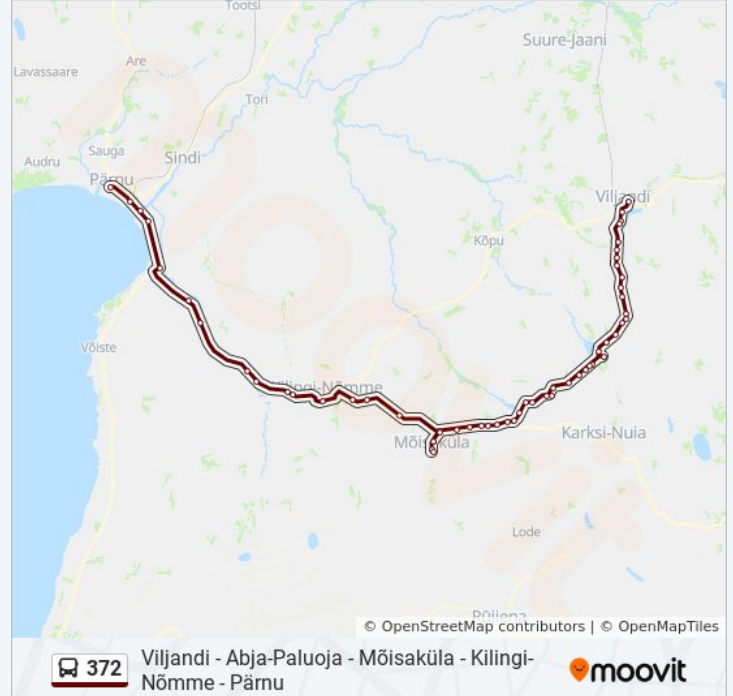 Tootsi
Suure-Jaani
Are
Lavassaare
Tori
Sauga
Sindi
Audru
Pärnu
Viljandi
Kõpu
Võiste
Kilingi-Nõmme
Mõisaküla
Karksi-Nuia
Lode
Rūjiena
© OpenStreetMap contributors | © OpenMapTiles
372
Viljandi - Abja-Paluoja - Mõisaküla - Kilingi-
Nõmme - Pärnu
moovit